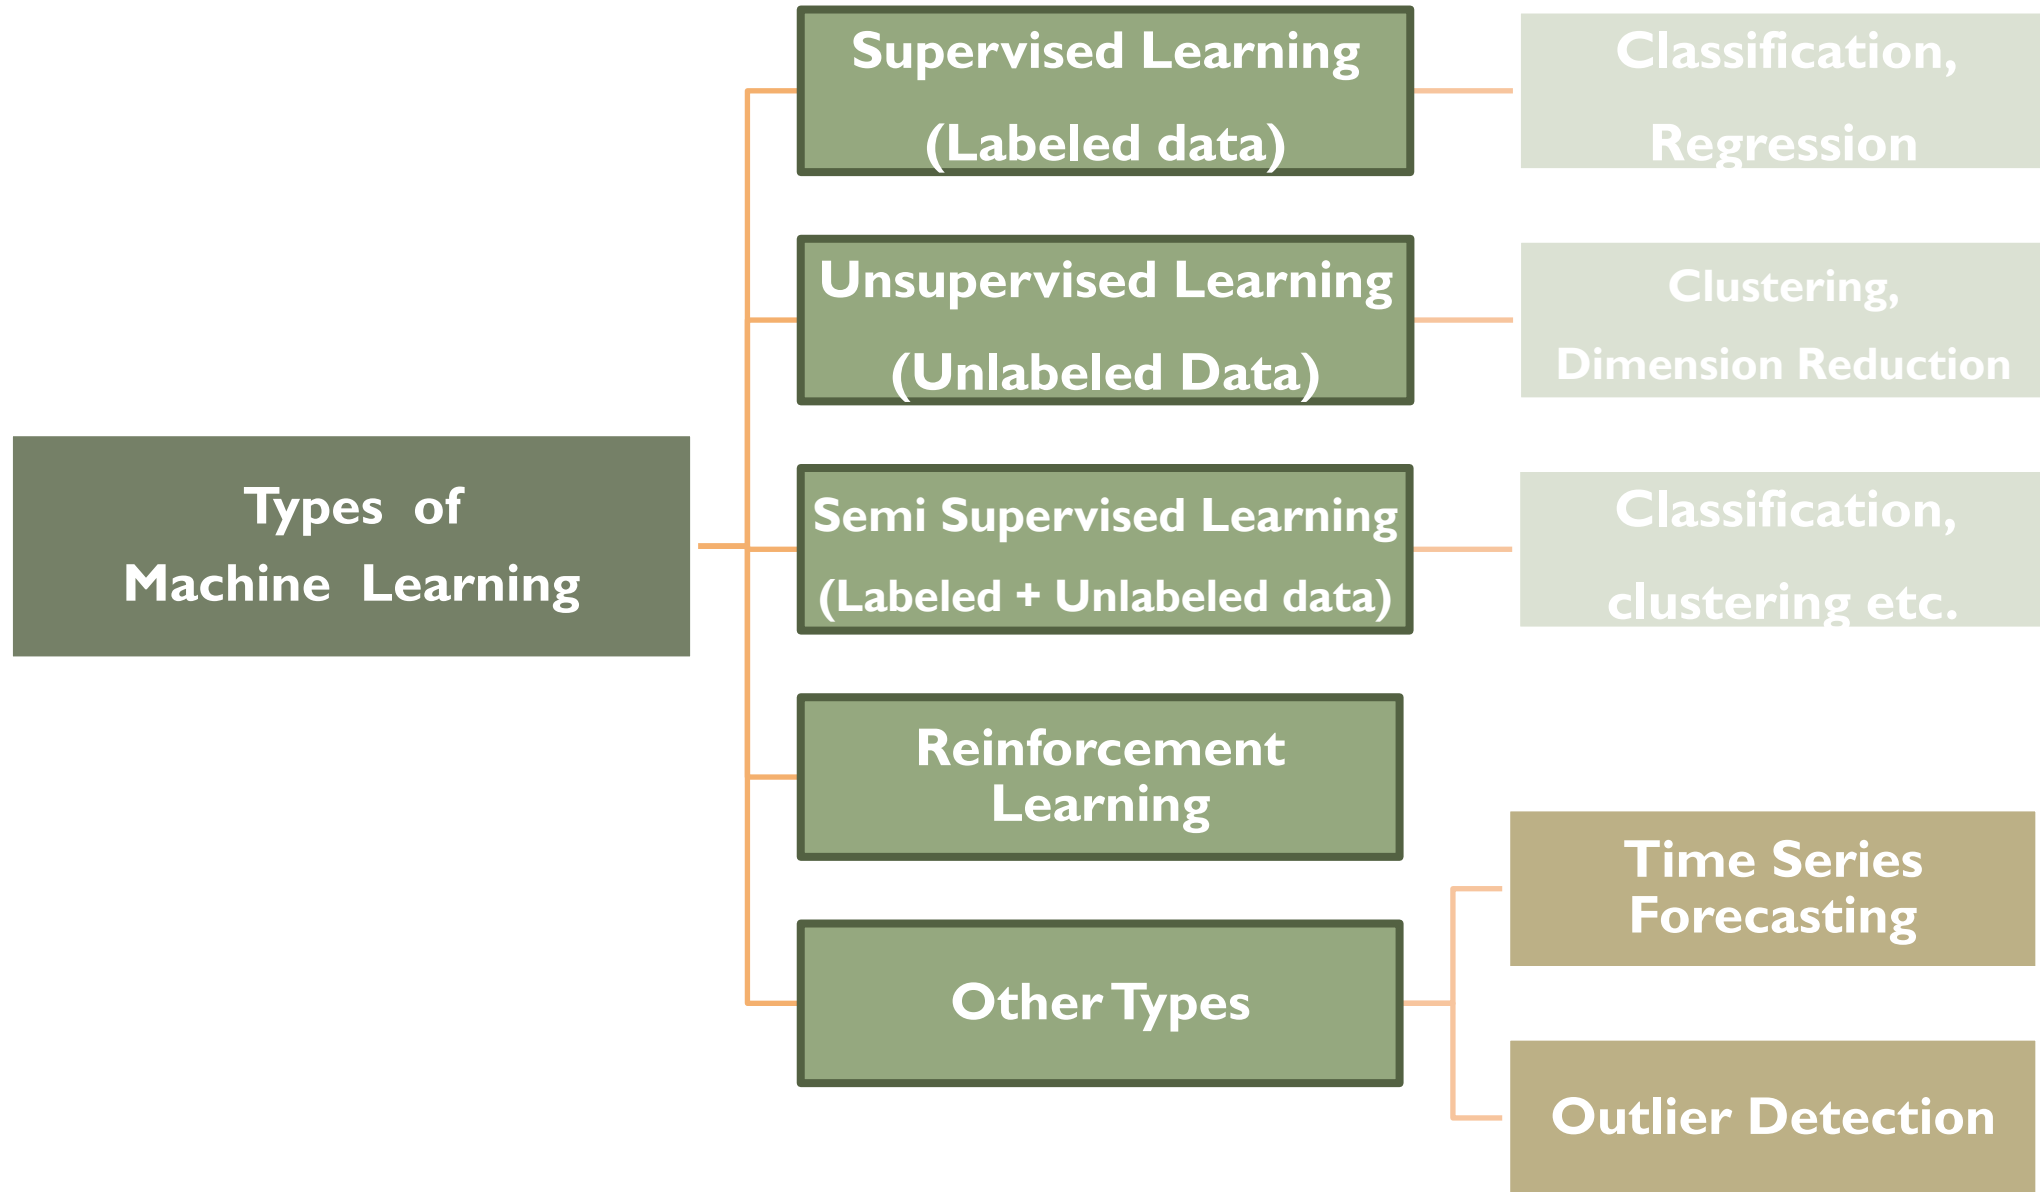 Types of
Machine Learning
Supervised Learning
(Labeled data)
Classification,
Regression
Unsupervised Learning
(Unlabeled Data)
Clustering,
Dimension Reduction
Semi Supervised Learning
(Labeled + Unlabeled data)
Classification,
clustering etc.
Reinforcement
Learning
Other Types
Time Series
Forecasting
Outlier Detection